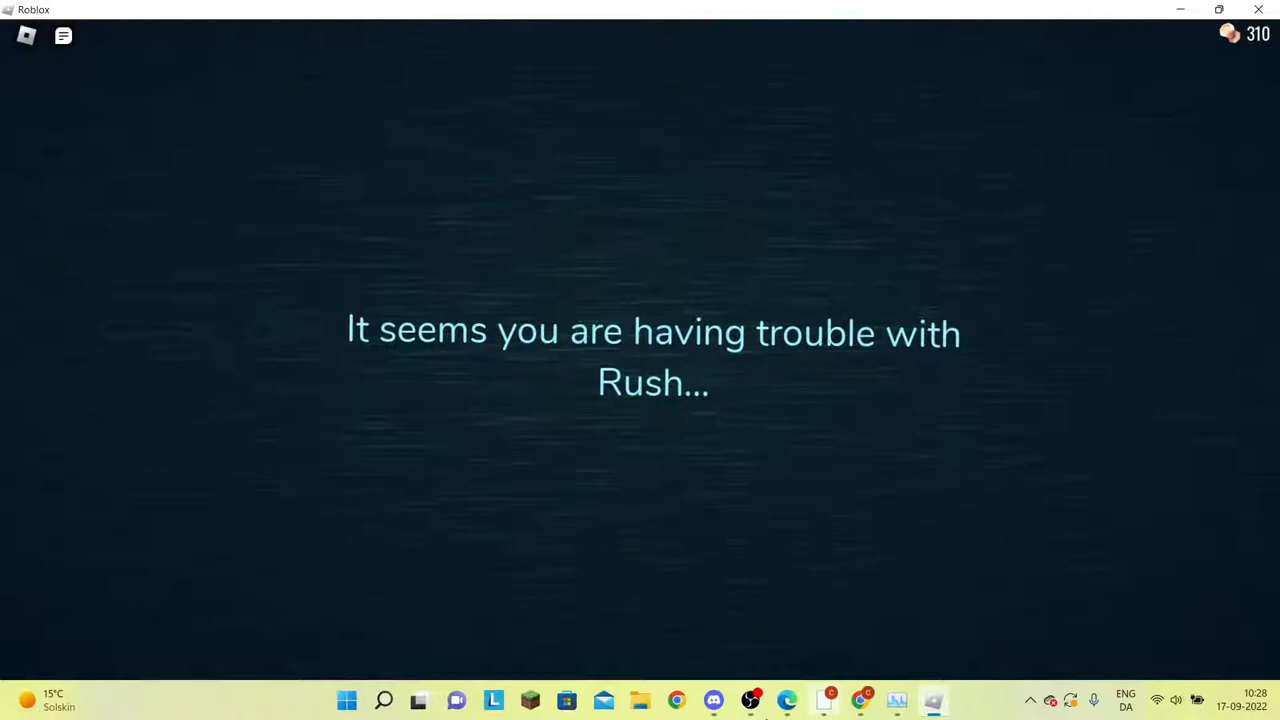 Roblox
310
It seems you are having trouble with
Rush...
15°C
Solskin
L
C
C
ENG
DA
10:28
17-09-2022